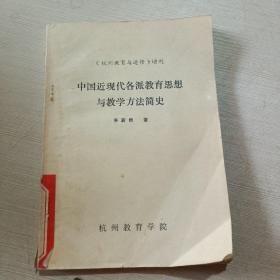 《杭州教育与进修》增刊
中国近现代各派教育思想
与教学方法简史
著
杭州教育学院